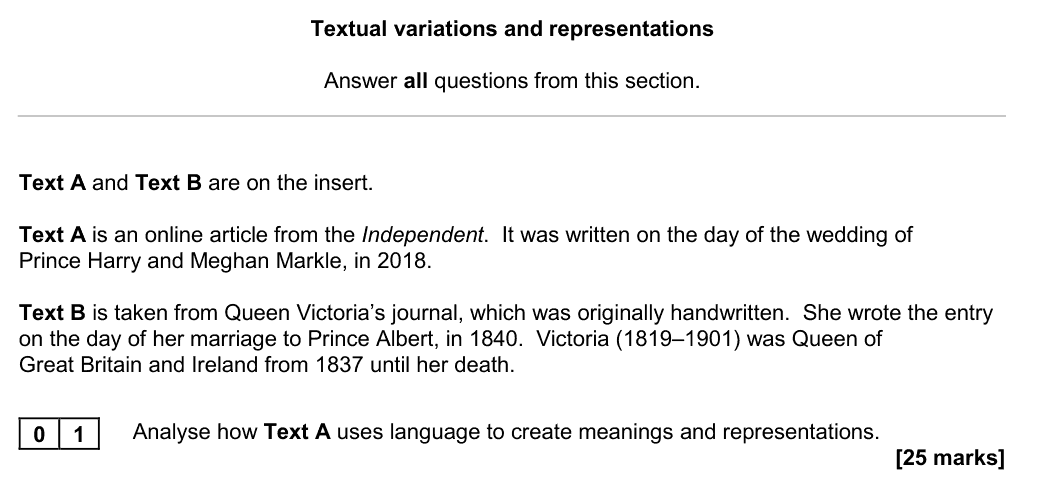 Textual variations and representations
Answer all questions from this section.
Text A and Text B are on the insert.
Text A is an online article from the Independent. It was written on the day of the wedding of
Prince Harry and Meghan Markle, in 2018.
Text B is taken from Queen Victoria’s journal, which was originally handwritten. She wrote the entry
on the day of her marriage to Prince Albert, in 1840. Victoria (1819–1901) was Queen of
Great Britain and Ireland from 1837 until her death.
0 1 Analyse how Text A uses language to create meanings and representations.
[25 marks]